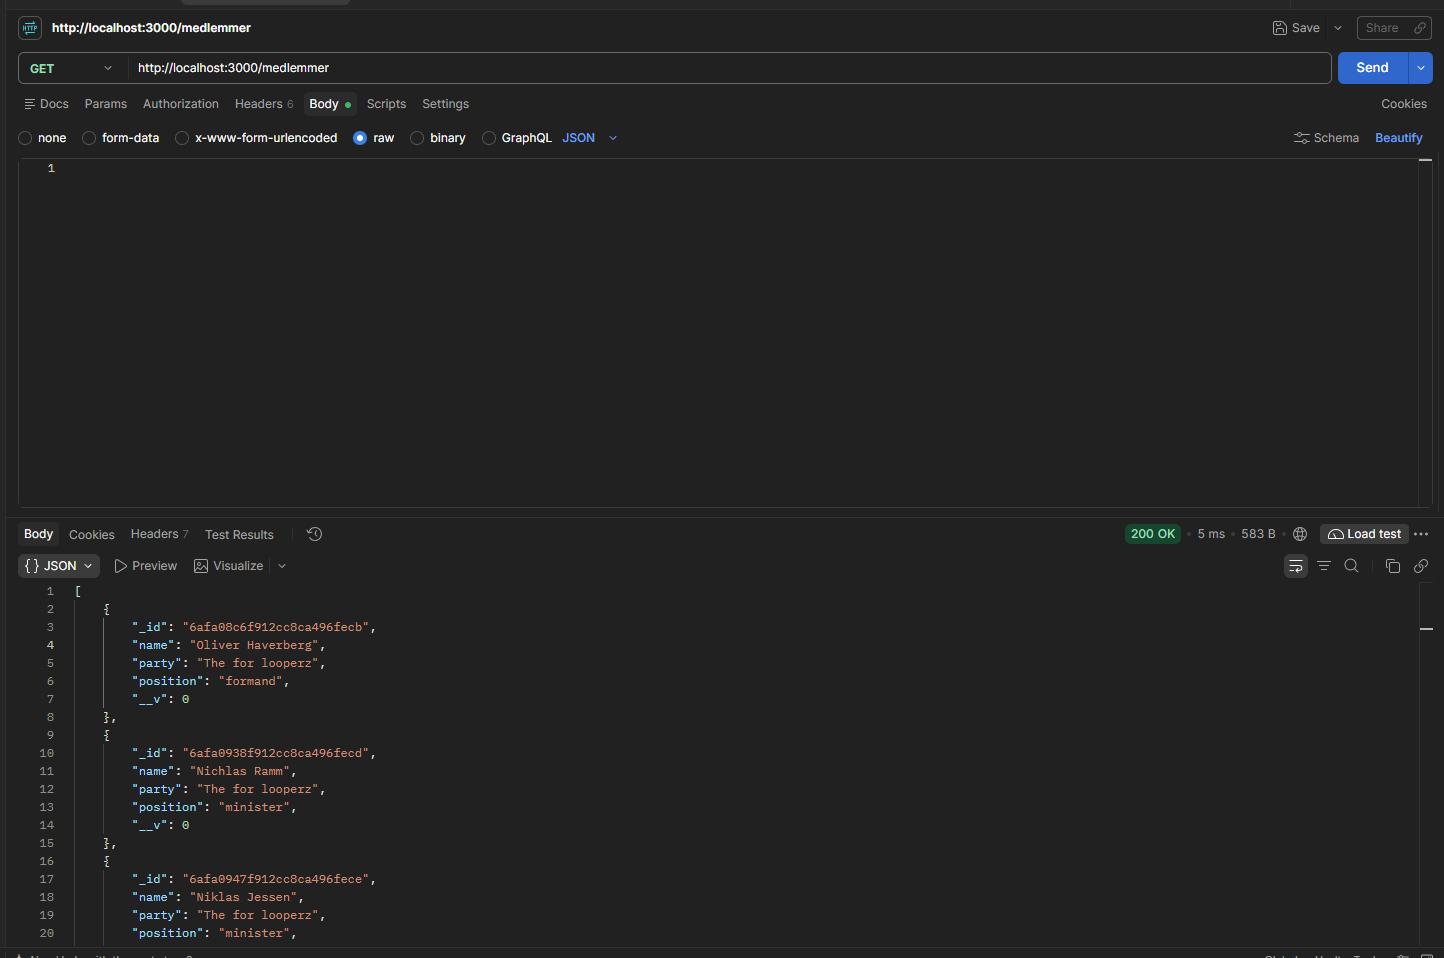 HTTP http://localhost:3000/medlemmer Save Share
GET http://localhost:3000/medlemmer Send
Docs Params Authorization Headers 6 Body Scripts Settings Cookies
none form-data x-www-form-urlencoded raw binary GraphQL JSON Schema Beautify
1
Body Cookies Headers 7 Test Results 200 OK 5 ms 583 B Load test
{} JSON Preview Visualize
1 [
2 {
3 "_id": "6afa08c6f912cc8ca496fecb",
4 "name": "Oliver Haverberg",
5 "party": "The for looperz",
6 "position": "formand",
7 "__v": 0
8 },
9 {
10 "_id": "6afa0938f912cc8ca496fecd",
11 "name": "Nichlas Ramm",
12 "party": "The for looperz",
13 "position": "minister",
14 "__v": 0
15 },
16 {
17 "_id": "6afa0947f912cc8ca496fece",
18 "name": "Niklas Jessen",
19 "party": "The for looperz",
20 "position": "minister",